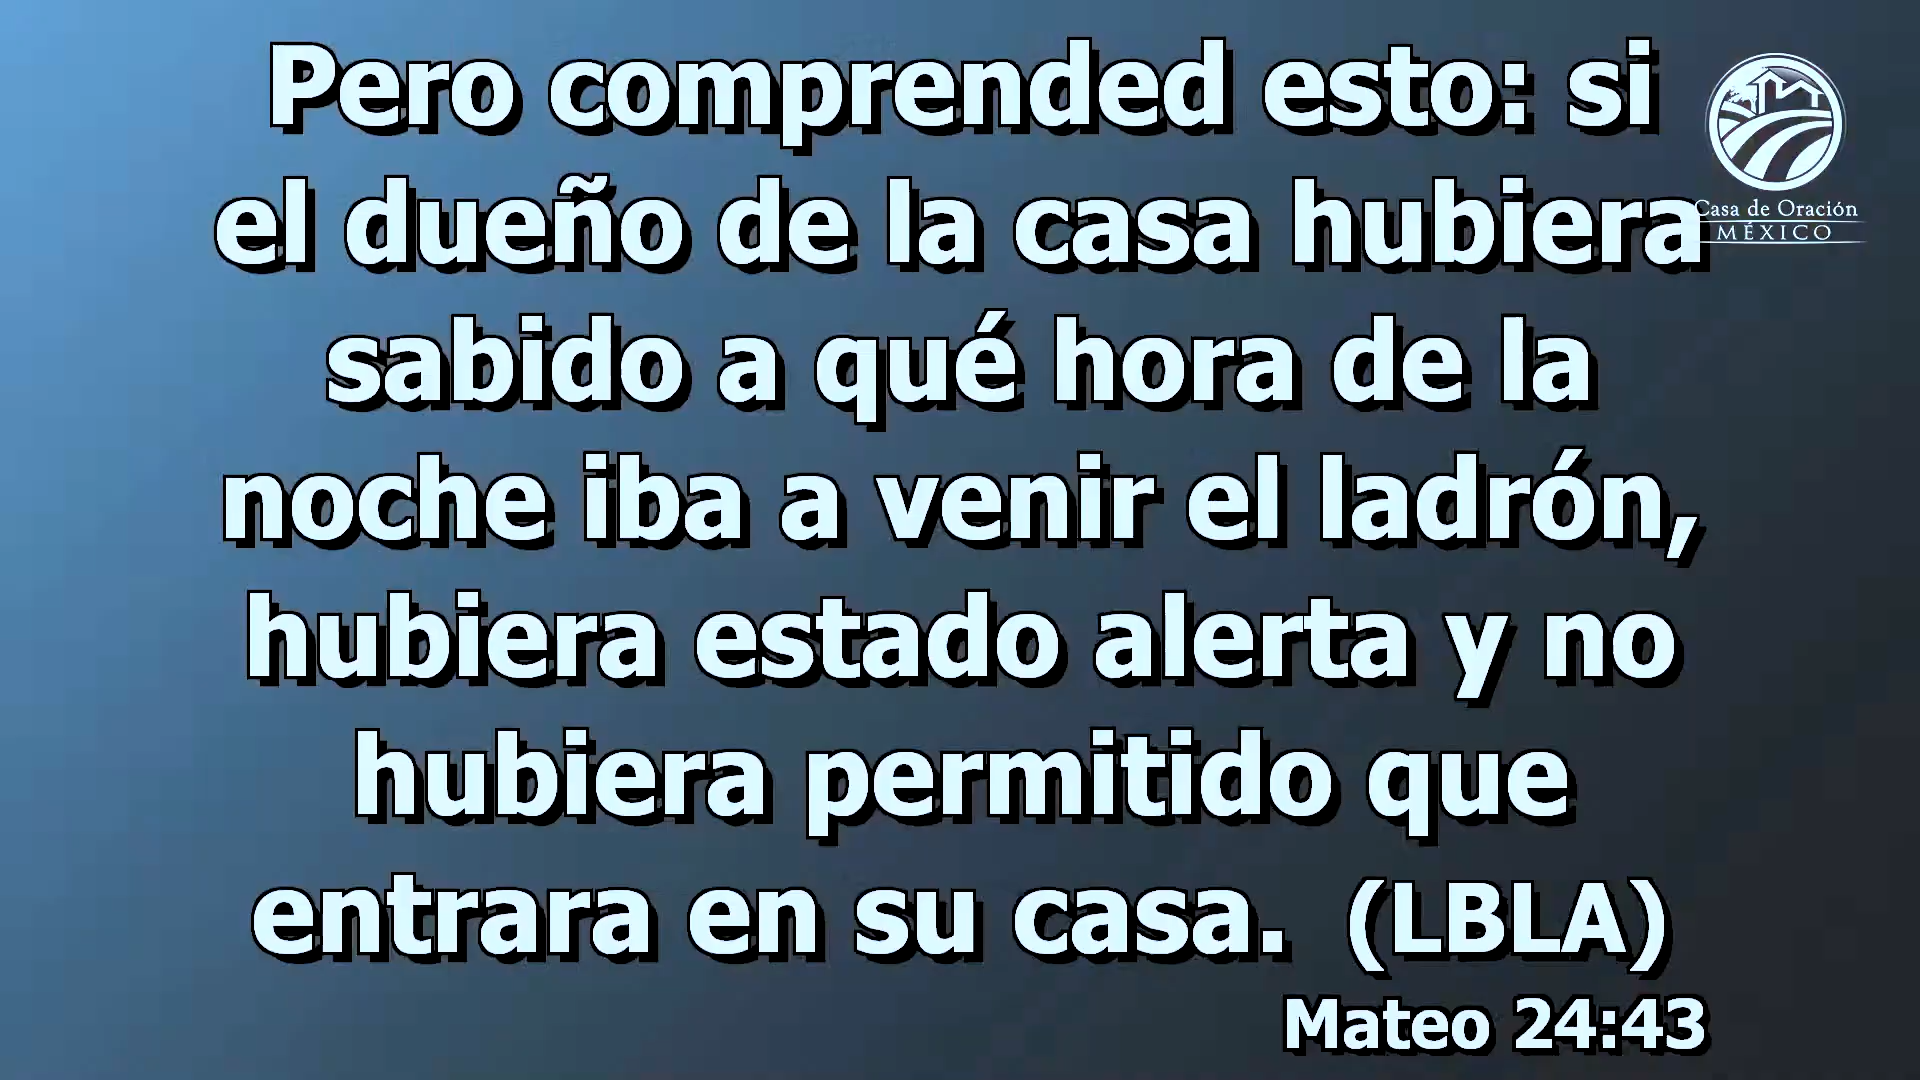 Pero comprended esto: si
el dueño de la casa hubiera
sabido a qué hora de la
noche iba a venir el ladrón,
hubiera estado alerta y no
hubiera permitido que
entrara en su casa.  (LBLA)
Mateo 24:43
Casa de Oración
MÉXICO